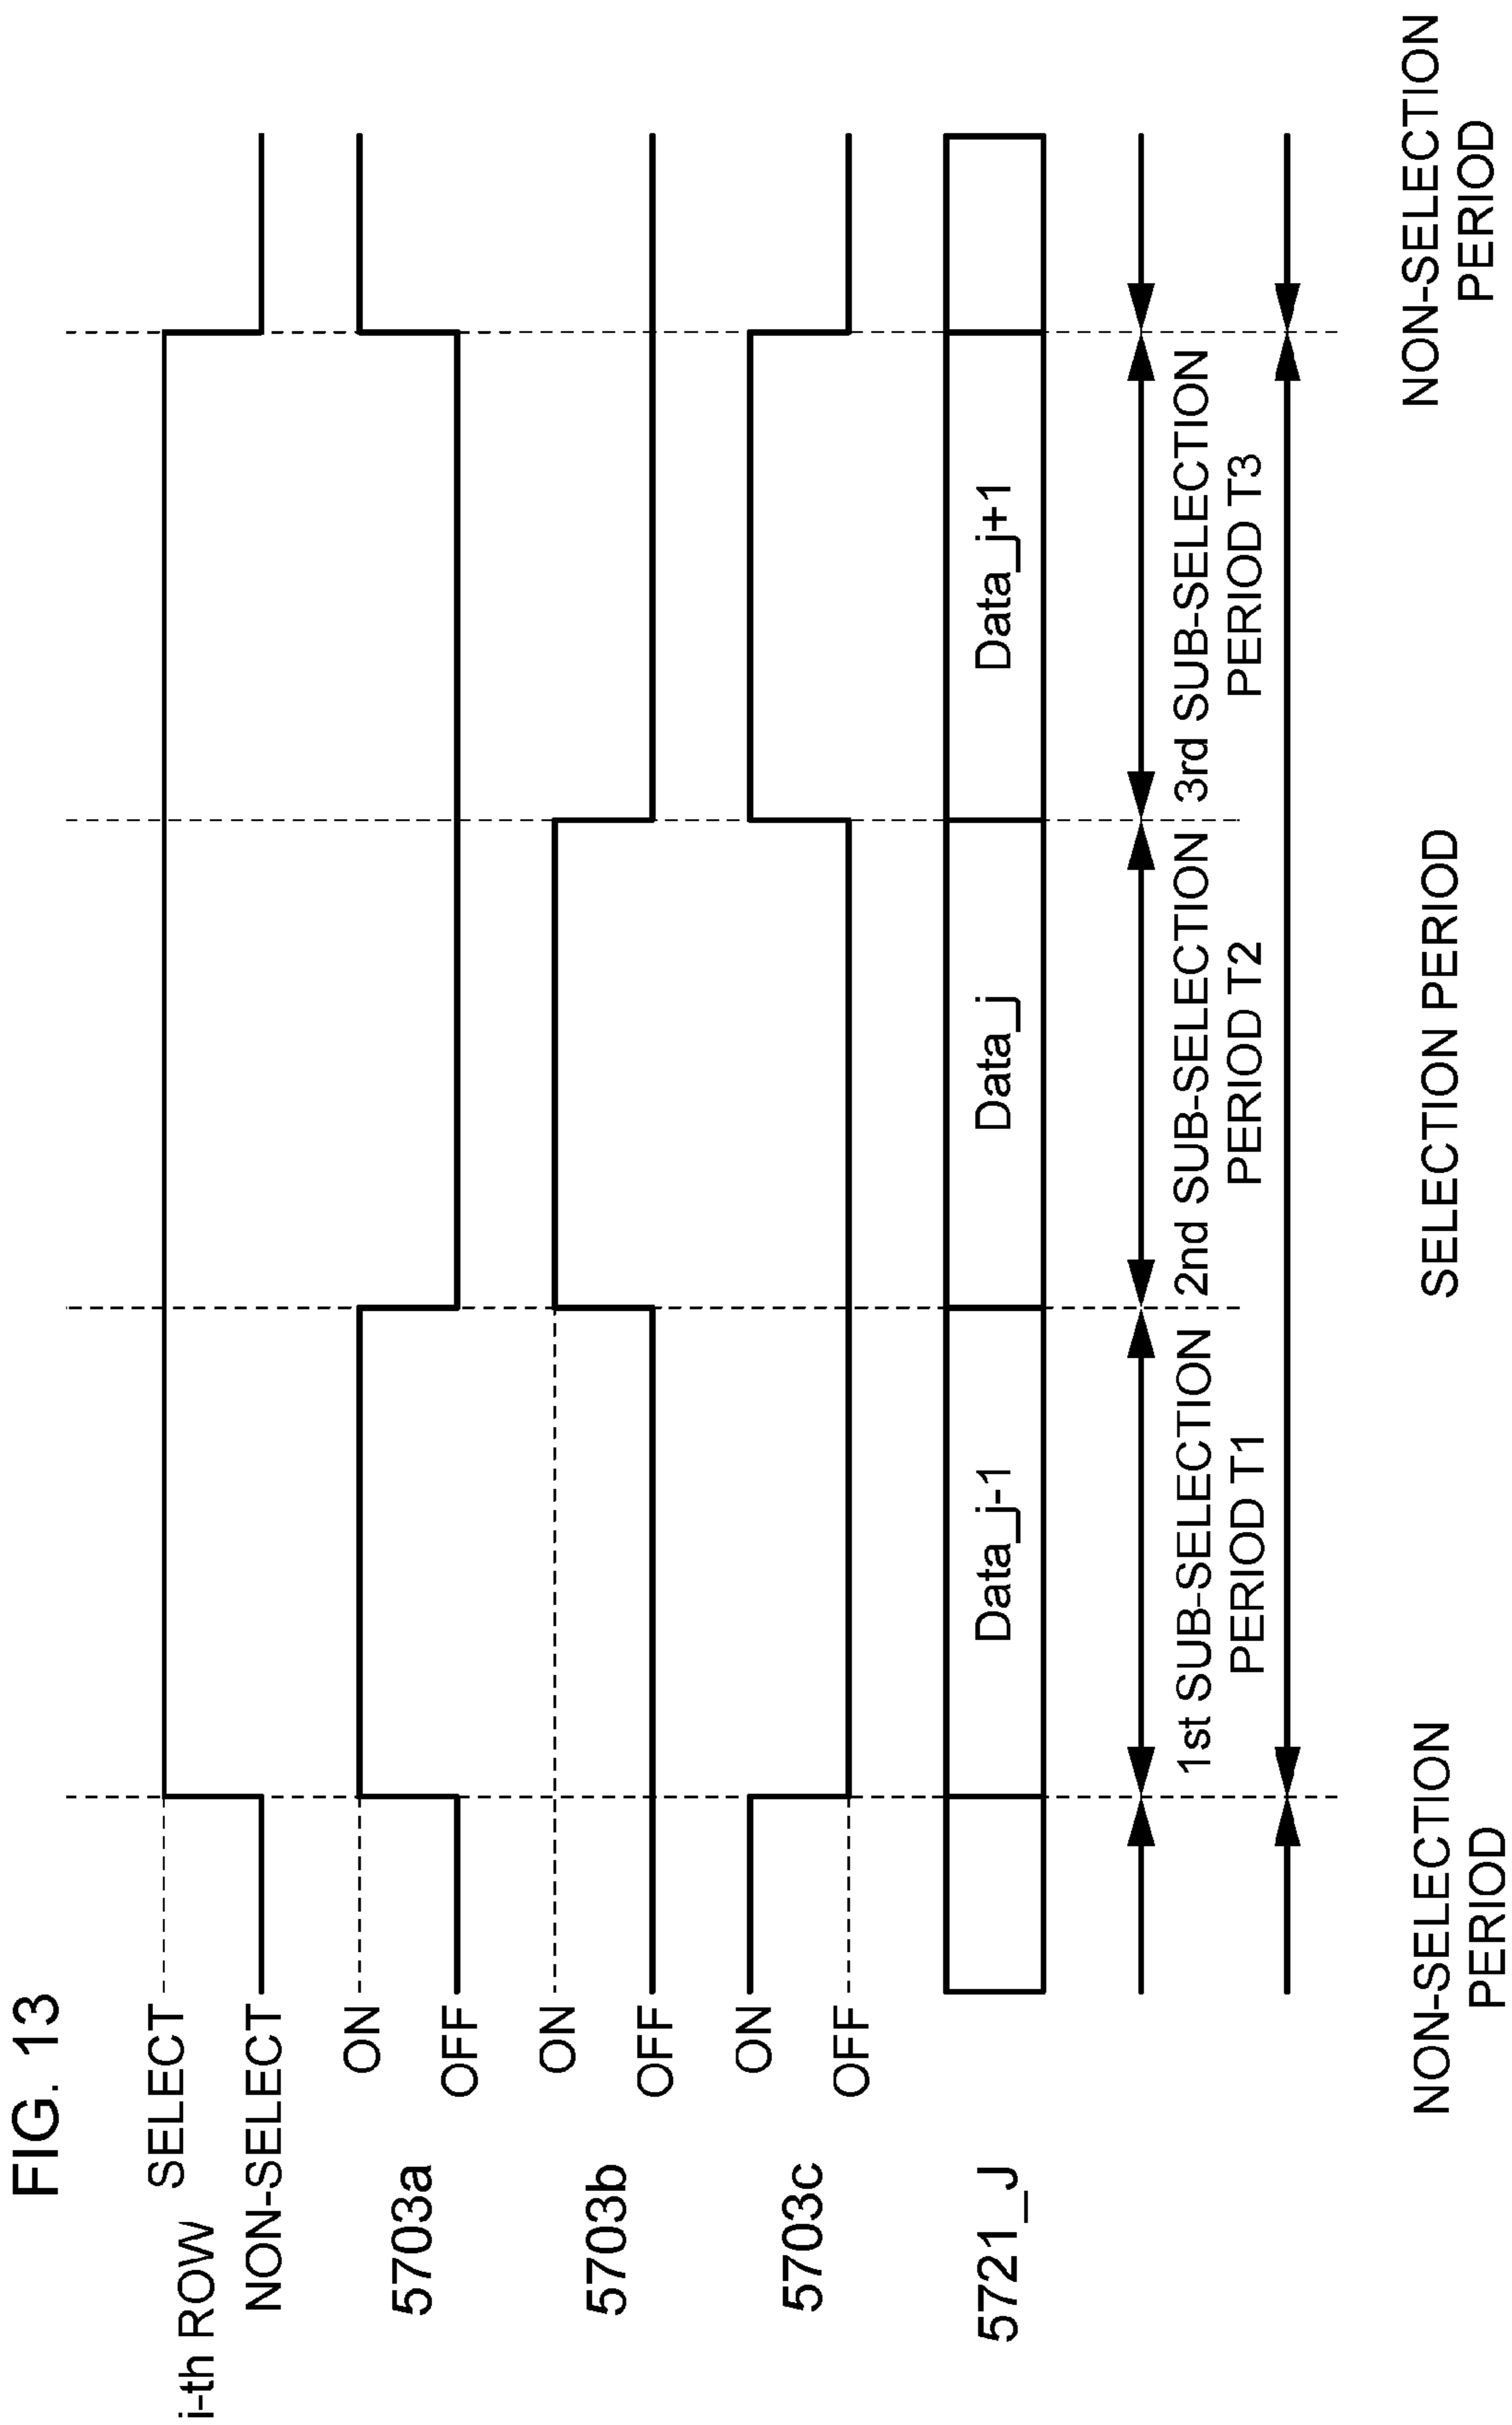 FIG. 13
i-th ROW
SELECT
NON-SELECT
5703a
ON
OFF
5703b
ON
OFF
5703c
ON
OFF
5721_J
Data_j-1
Data_j
Data_j+1
1st SUB-SELECTION
PERIOD T1
2nd SUB-SELECTION
PERIOD T2
3rd SUB-SELECTION
PERIOD T3
NON-SELECTION
PERIOD
SELECTION PERIOD
NON-SELECTION
PERIOD